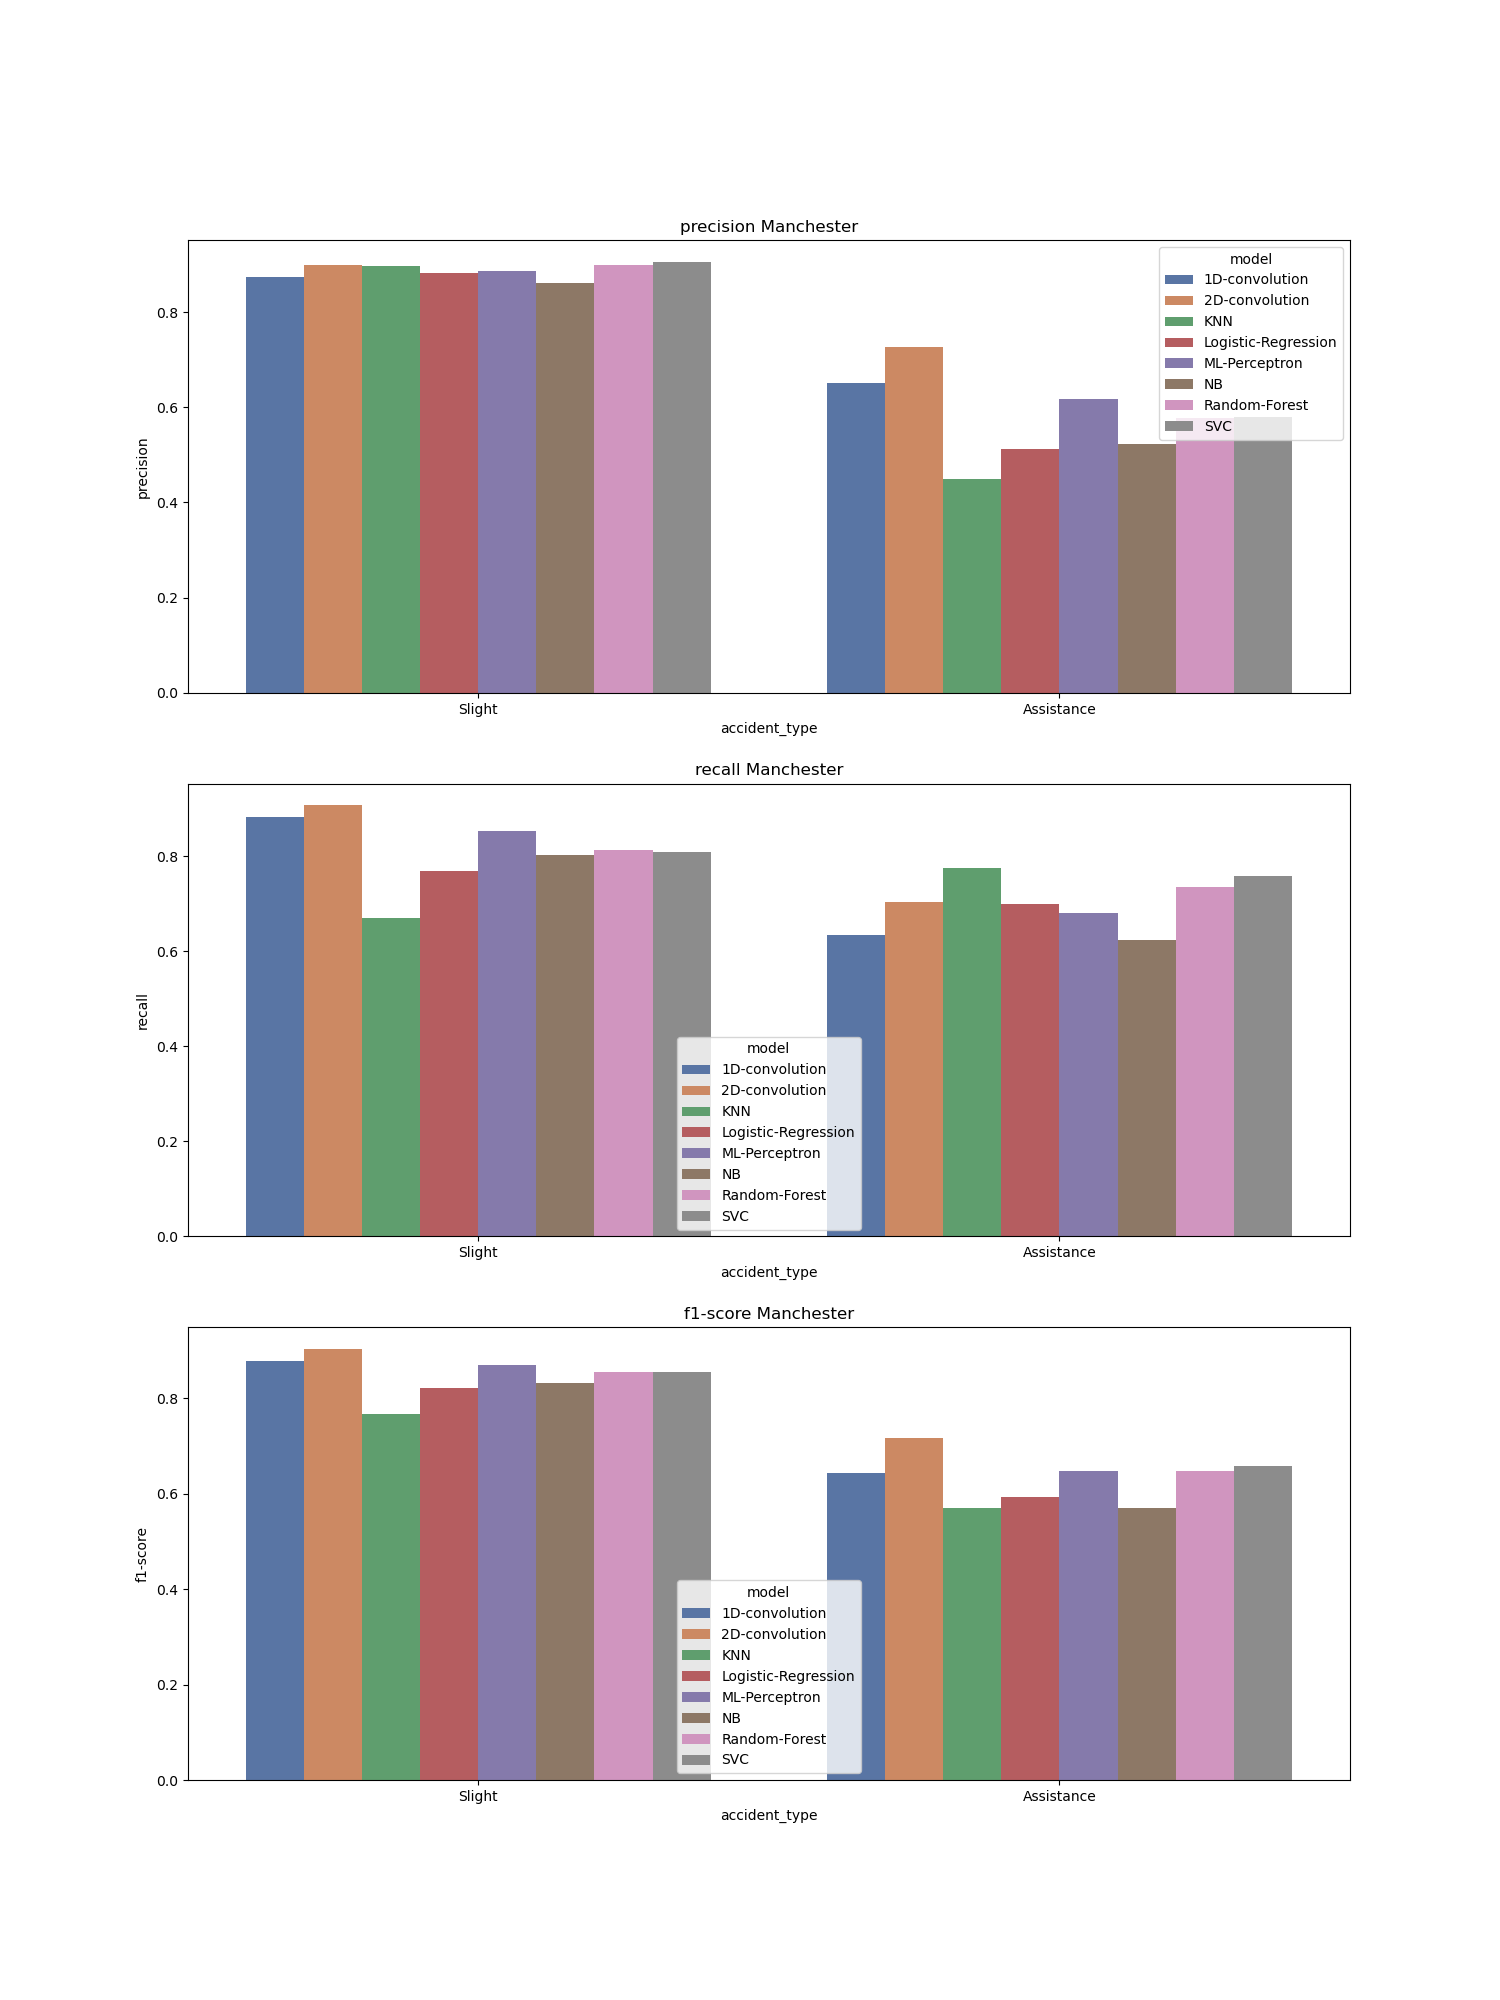 precision Manchester
model
1D-convolution
2D-convolution
KNN
Logistic-Regression
ML-Perceptron
NB
Random-Forest
SVC
0.8
0.6
0.4
0.2
0.0
precision
Slight
Assistance
accident_type
recall Manchester
0.8
0.6
0.4
0.2
0.0
recall
model
1D-convolution
2D-convolution
KNN
Logistic-Regression
ML-Perceptron
NB
Random-Forest
SVC
Slight
Assistance
accident_type
f1-score Manchester
0.8
0.6
0.4
0.2
0.0
f1-score
model
1D-convolution
2D-convolution
KNN
Logistic-Regression
ML-Perceptron
NB
Random-Forest
SVC
Slight
Assistance
accident_type